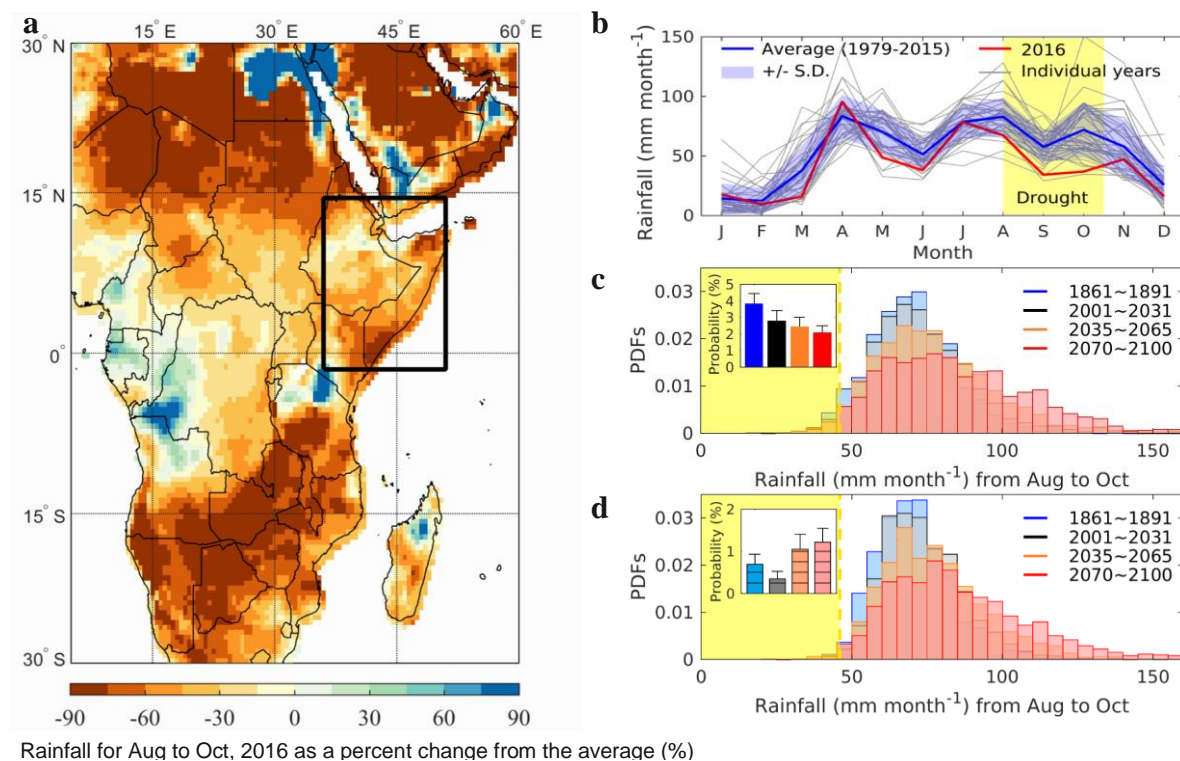 a
15° E 30° E 45° E 60° E
30° N
15° N
0°
15° S
30° S
-90 -60 -30 0 30 60 90
Rainfall for Aug to Oct, 2016 as a percent change from the average (%)
b
150
100
50
0
Rainfall (mm month⁻¹)
Average (1979-2015)
+/- S.D.
2016
Individual years
Drought
J F M A M J J A S O N D
Month
c
0.03
0.02
0.01
0
PDFs
5
4
3
2
1
0
Probability (%)
1861~1891
2001~2031
2035~2065
2070~2100
0 50 100 150
Rainfall (mm month⁻¹) from Aug to Oct
d
0.03
0.02
0.01
0
PDFs
2
1
0
Probability (%)
1861~1891
2001~2031
2035~2065
2070~2100
0 50 100 150
Rainfall (mm month⁻¹) from Aug to Oct